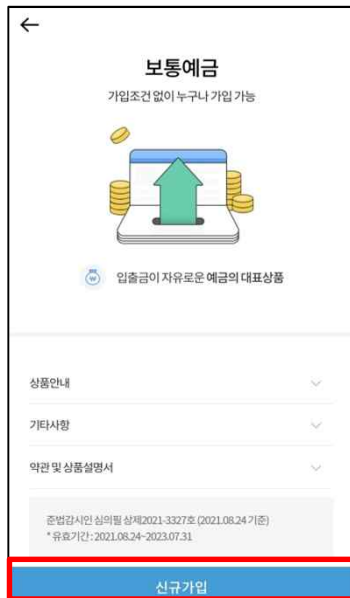 보통예금
가입조건 없이 누구나 가입 가능
입출금이 자유로운 예금의 대표상품
상품안내
기타사항
약관 및 상품설명서
준법감시인 심의필 상제2021-3327호 (2021.08.24 기준)
* 유효기간 : 2021.08.24~2023.07.31
신규가입